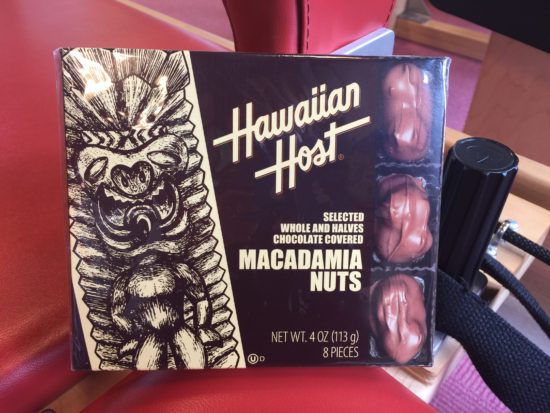 Hawaiian
Host®
SELECTED
WHOLE AND HALVES
CHOCOLATE COVERED
MACADAMIA
NUTS
NET WT. 4 OZ (113 g)
8 PIECES
U D